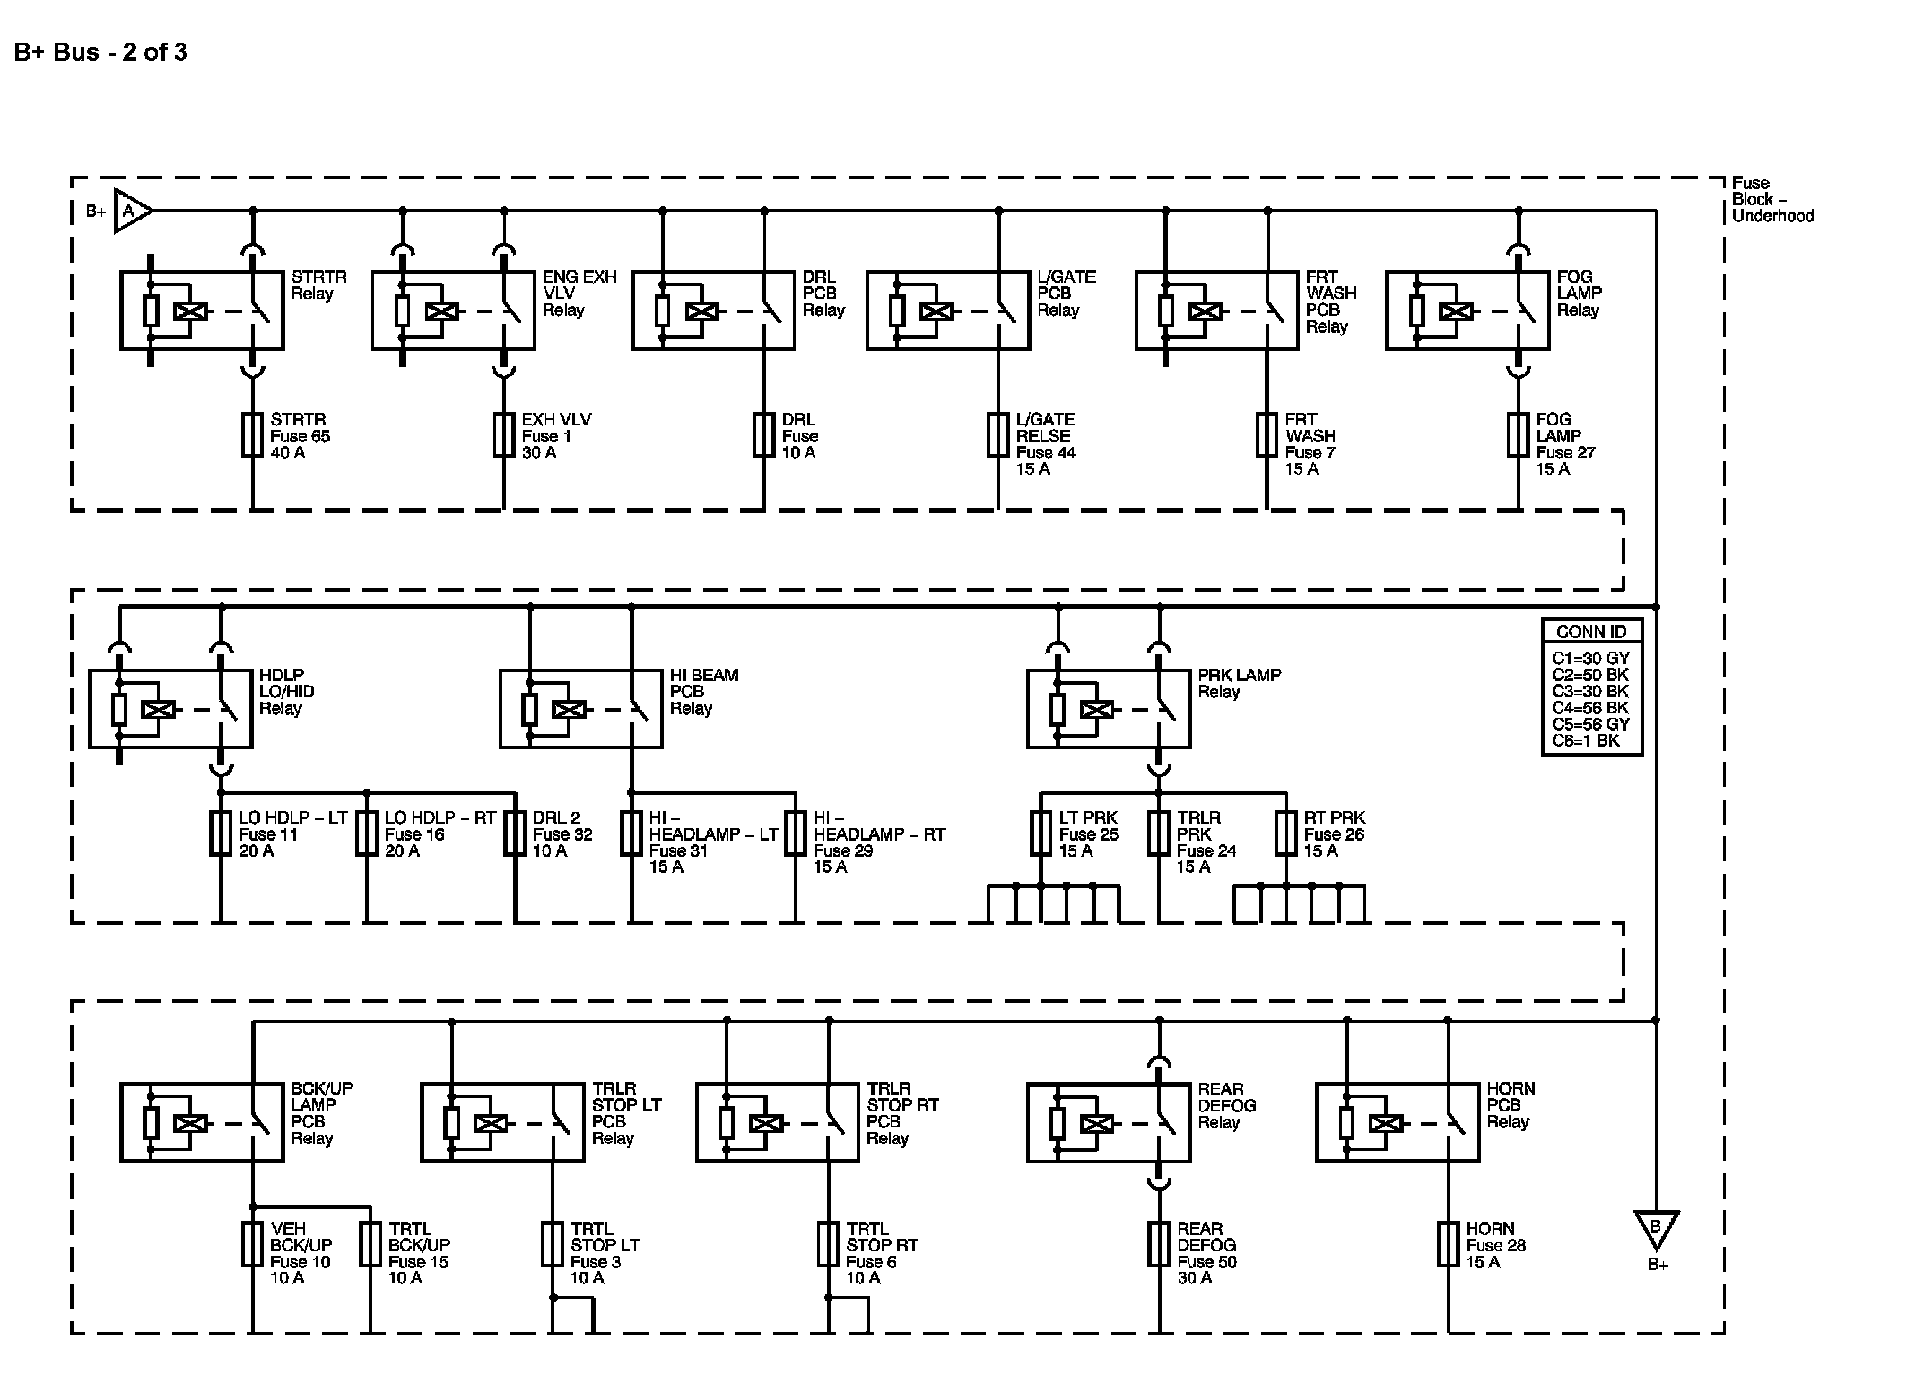 B+ Bus - 2 of 3
Fuse
Block –
Underhood
B+
A
STRTR
Relay
ENG EXH
VLV
Relay
DRL
PCB
Relay
L/GATE
PCB
Relay
FRT
WASH
PCB
Relay
FOG
LAMP
Relay
STRTR
Fuse 65
40 A
EXH VLV
Fuse 1
30 A
DRL
Fuse
10 A
L/GATE
RELSE
Fuse 44
15 A
FRT
WASH
Fuse 7
15 A
FOG
LAMP
Fuse 27
15 A
HDLP
LO/HID
Relay
HI BEAM
PCB
Relay
PRK LAMP
Relay
CONN ID
C1=30 GY
C2=50 BK
C3=30 BK
C4=56 BK
C5=56 GY
C6=1 BK
LO HDLP – LT
Fuse 11
20 A
LO HDLP – RT
Fuse 16
20 A
DRL 2
Fuse 32
10 A
HI –
HEADLAMP – LT
Fuse 31
15 A
HI –
HEADLAMP – RT
Fuse 29
15 A
LT PRK
Fuse 25
15 A
TRLR
PRK
Fuse 24
15 A
RT PRK
Fuse 26
15 A
BCK/UP
LAMP
PCB
Relay
TRLR
STOP LT
PCB
Relay
TRLR
STOP RT
PCB
Relay
REAR
DEFOG
Relay
HORN
PCB
Relay
VEH
BCK/UP
Fuse 10
10 A
TRTL
BCK/UP
Fuse 15
10 A
TRTL
STOP LT
Fuse 3
10 A
TRTL
STOP RT
Fuse 6
10 A
REAR
DEFOG
Fuse 50
30 A
HORN
Fuse 28
15 A
B
B+